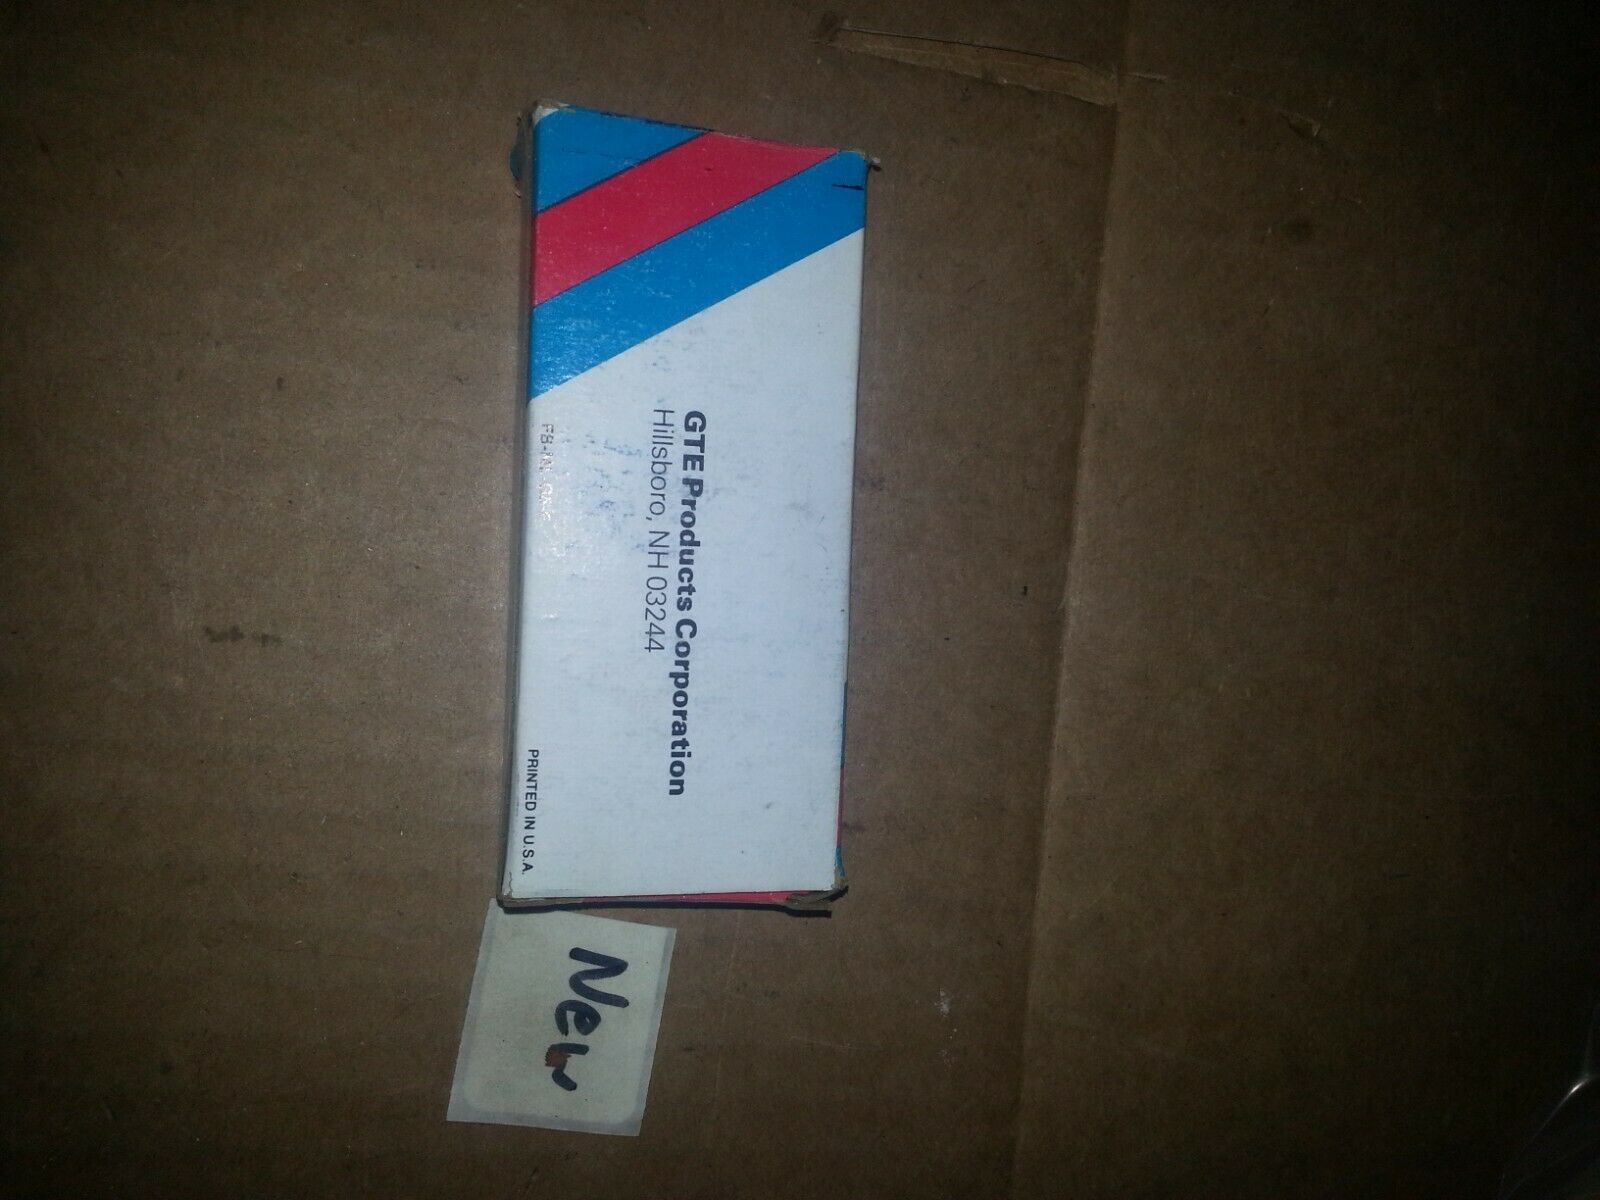 GTE Products Corporation
Hillsboro, NH 03244
PRINTED IN U.S.A.
New